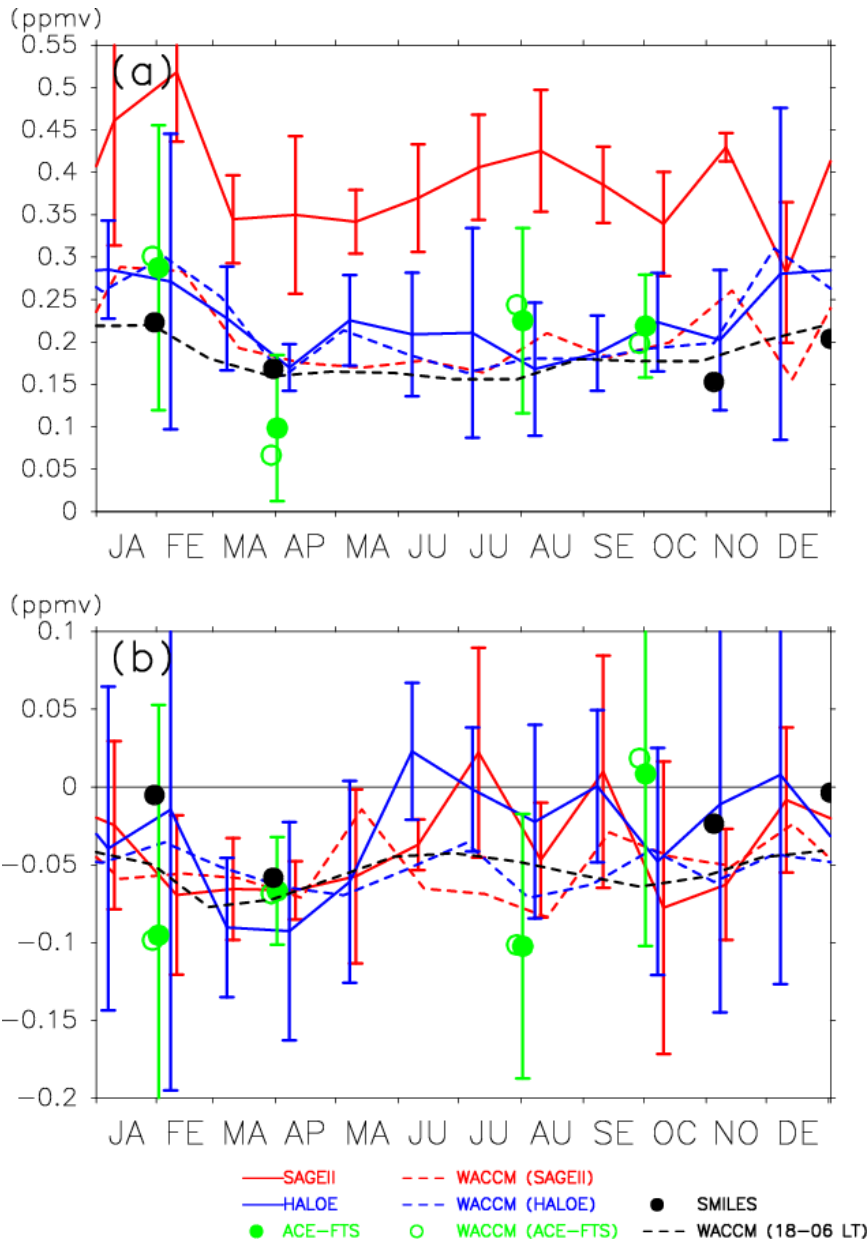 (ppmv)
0.55
(a)
0.5
0.45
0.4
0.35
0.3
0.25
0.2
0.15
0.1
0.05
0
JA FE MA AP MA JU JU AU SE OC NO DE
(ppmv)
0.1
(b)
0.05
0
−0.05
−0.1
−0.15
−0.2
JA FE MA AP MA JU JU AU SE OC NO DE
SAGEII WACCM (SAGEII)
HALOE WACCM (HALOE) SMILES
ACE−FTS WACCM (ACE−FTS) WACCM (18−06 LT)